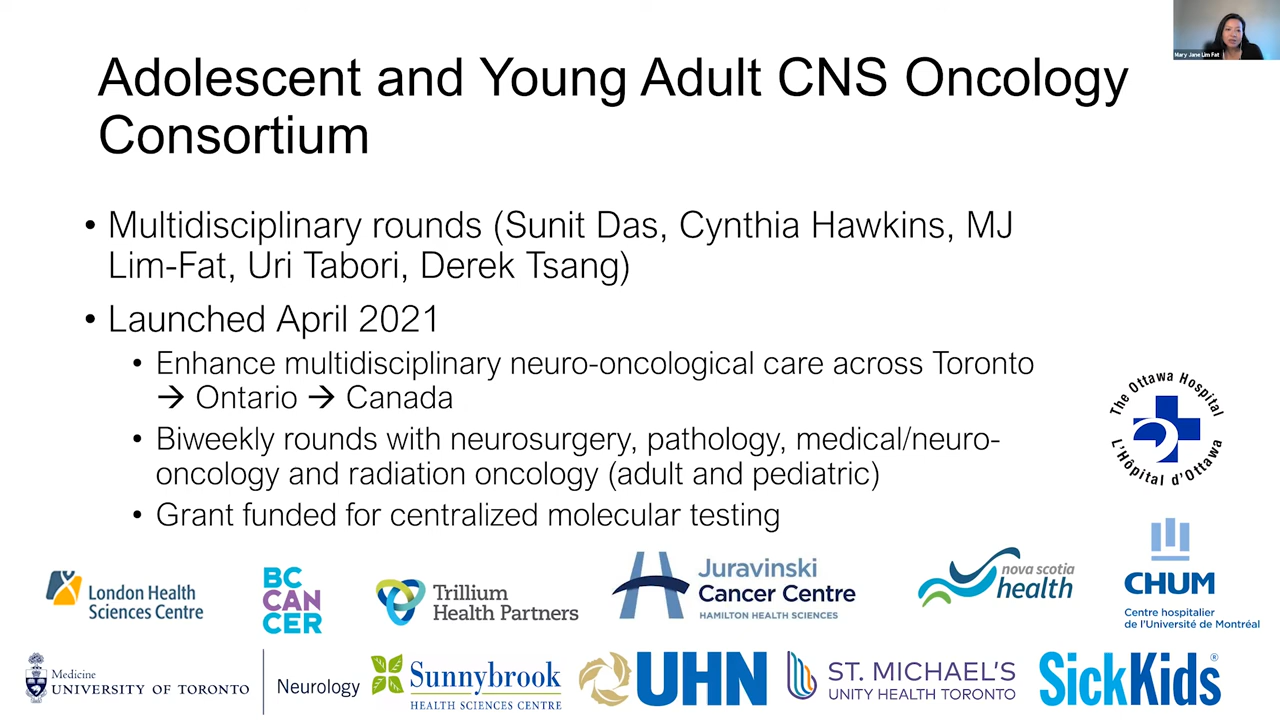 Mary Jane Lim Fat
Adolescent and Young Adult CNS Oncology
Consortium
• Multidisciplinary rounds (Sunit Das, Cynthia Hawkins, MJ
Lim-Fat, Uri Tabori, Derek Tsang)
• Launched April 2021
• Enhance multidisciplinary neuro-oncological care across Toronto
→ Ontario → Canada
• Biweekly rounds with neurosurgery, pathology, medical/neuro-
oncology and radiation oncology (adult and pediatric)
• Grant funded for centralized molecular testing
The Ottawa Hospital
L'Hôpital d'Ottawa
London Health
Sciences Centre
BC
CAN
CER
Trillium
Health Partners
Juravinski
Cancer Centre
HAMILTON HEALTH SCIENCES
nova scotia
health
CHUM
Centre hospitalier
de l'Université de Montréal
Medicine
UNIVERSITY OF TORONTO
Neurology
Sunnybrook
HEALTH SCIENCES CENTRE
UHN
ST. MICHAEL'S
UNITY HEALTH TORONTO
SickKids®